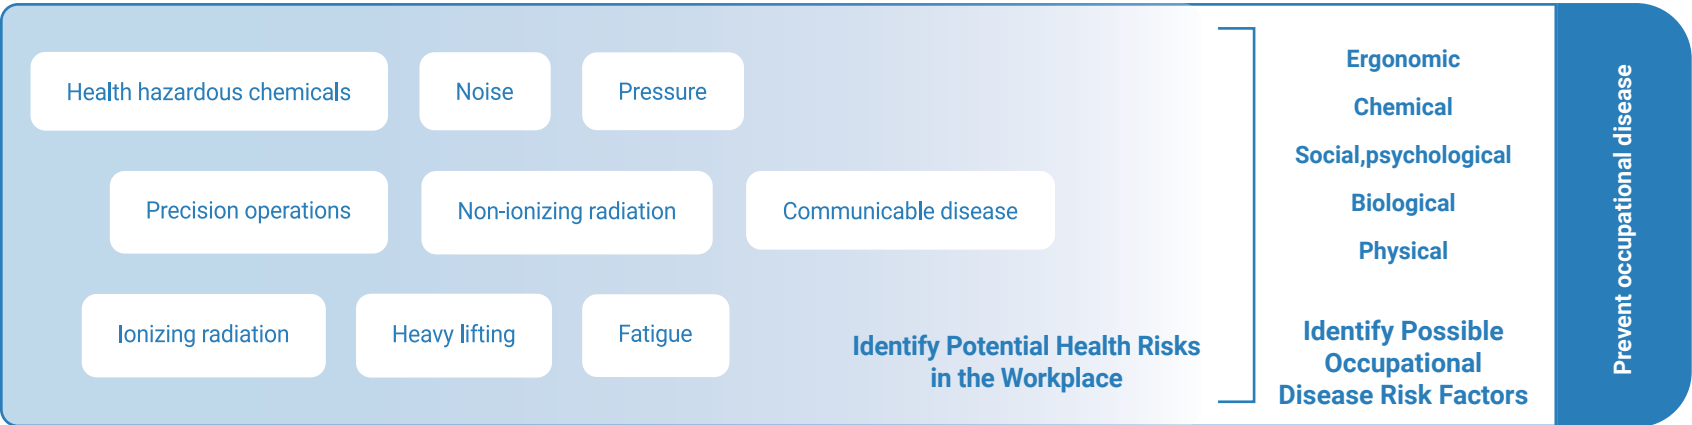 Health hazardous chemicals
Noise
Pressure
Precision operations
Non-ionizing radiation
Communicable disease
Ionizing radiation
Heavy lifting
Fatigue
Identify Potential Health Risks
in the Workplace
Ergonomic
Chemical
Social,psychological
Biological
Physical
Identify Possible
Occupational
Disease Risk Factors
Prevent occupational disease